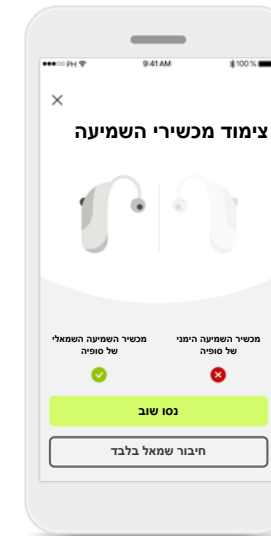 PH 9:41 AM 100 %
צימוד מכשירי השמיעה
מכשיר השמיעה הימני
של סופיה
מכשיר השמיעה השמאלי
של סופיה
נסו שוב
חיבור שמאל בלבד